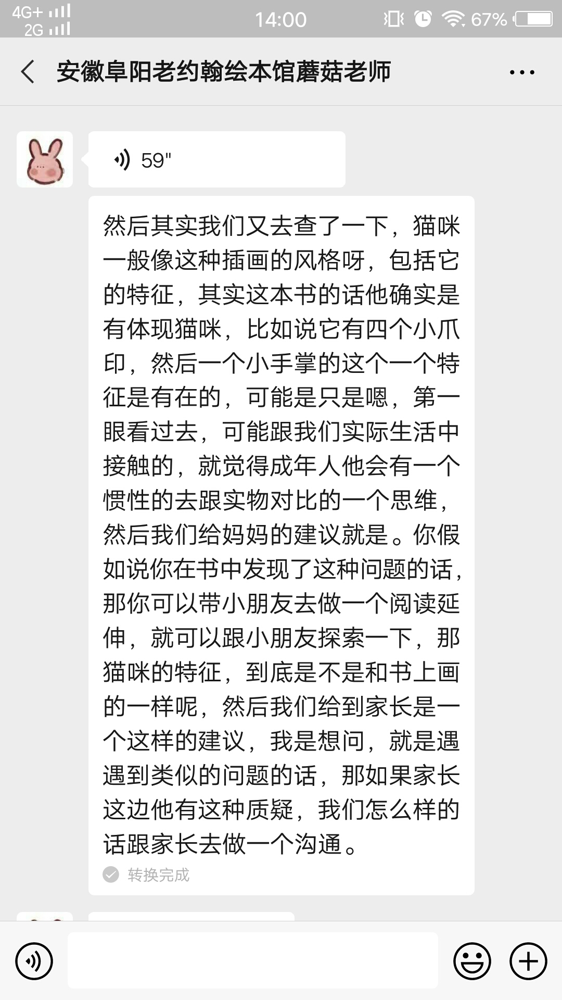 4G+
2G
14:00
67%
安徽阜阳老约翰绘本馆蘑菇老师
59"
然后其实我们又去查了一下，猫咪
一般像这种插画的风格呀，包括它
的特征，其实这本书的话他确实是
有体现猫咪，比如说它有四个小爪
印，然后一个小手掌的这个一个特
征是有在的，可能是只是嗯，第一
眼看过去，可能跟我们实际生活中
接触的，就觉得成年人他会有一个
惯性的去跟实物对比的一个思维，
然后我们给妈妈的建议就是。你假
如说你在书中发现了这种问题的话，
那你可以带小朋友去做一个阅读延
伸，就可以跟小朋友探索一下，那
猫咪的特征，到底是不是和书上画
的一样呢，然后我们给到家长是一
个这样的建议，我是想问，就是遇
遇到类似的问题的话，那如果家长
这边他有这种质疑，我们怎么样的
话跟家长去做一个沟通。
转换完成